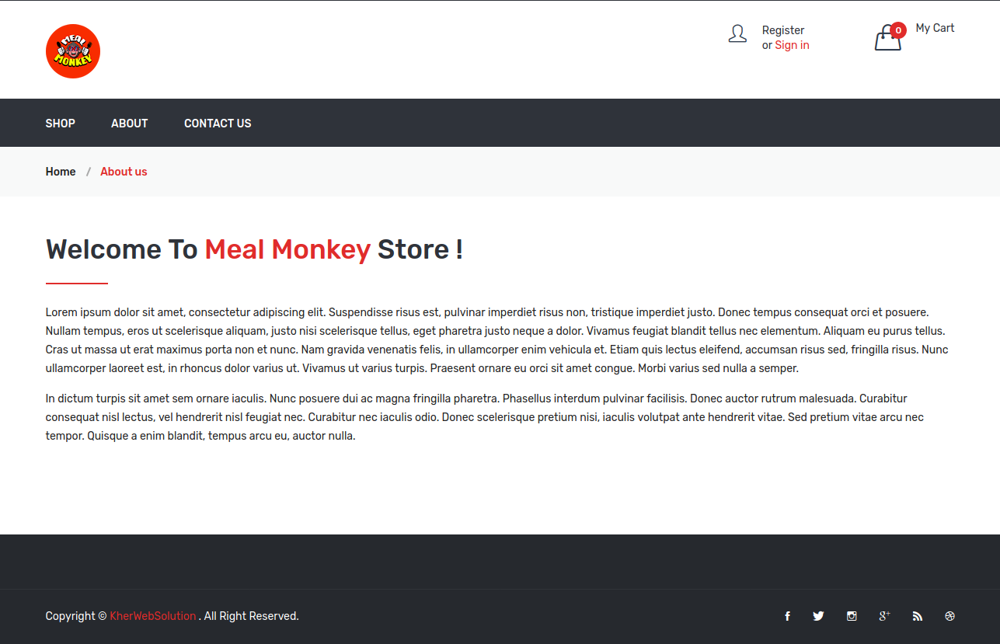 MEAL
MONKEY
Register
or Sign in
0
My Cart
SHOP
ABOUT
CONTACT US
Home / About us
Welcome To Meal Monkey Store !
Lorem ipsum dolor sit amet, consectetur adipiscing elit. Suspendisse risus est, pulvinar imperdiet risus non, tristique imperdiet justo. Donec tempus consequat orci et posuere.
Nullam tempus, eros ut scelerisque aliquam, justo nisi scelerisque tellus, eget pharetra justo neque a dolor. Vivamus feugiat blandit tellus nec elementum. Aliquam eu purus tellus.
Cras ut massa ut erat maximus porta non et nunc. Nam gravida venenatis felis, in ullamcorper enim vehicula et. Etiam quis lectus eleifend, accumsan risus sed, fringilla risus. Nunc
ullamcorper laoreet est, in rhoncus dolor varius ut. Vivamus ut varius turpis. Praesent ornare eu orci sit amet congue. Morbi varius sed nulla a semper.
In dictum turpis sit amet sem ornare iaculis. Nunc posuere dui ac magna fringilla pharetra. Phasellus interdum pulvinar facilisis. Donec auctor rutrum malesuada. Curabitur
consequat nisl lectus, vel hendrerit nisl feugiat nec. Curabitur nec iaculis odio. Donec scelerisque pretium nisi, iaculis volutpat ante hendrerit vitae. Sed pretium vitae arcu nec
tempor. Quisque a enim blandit, tempus arcu eu, auctor nulla.
Copyright © KherWebSolution . All Right Reserved.